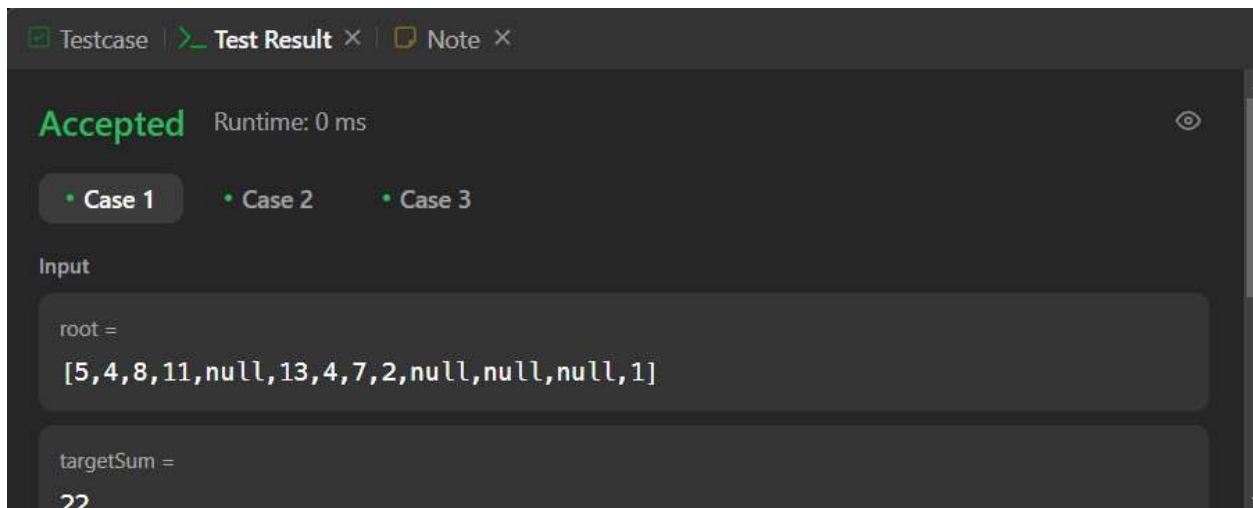 Testcase >_ Test Result × Note ×
Accepted Runtime: 0 ms
• Case 1 • Case 2 • Case 3
Input
root =
[5,4,8,11,null,13,4,7,2,null,null,null,1]
targetSum =
22